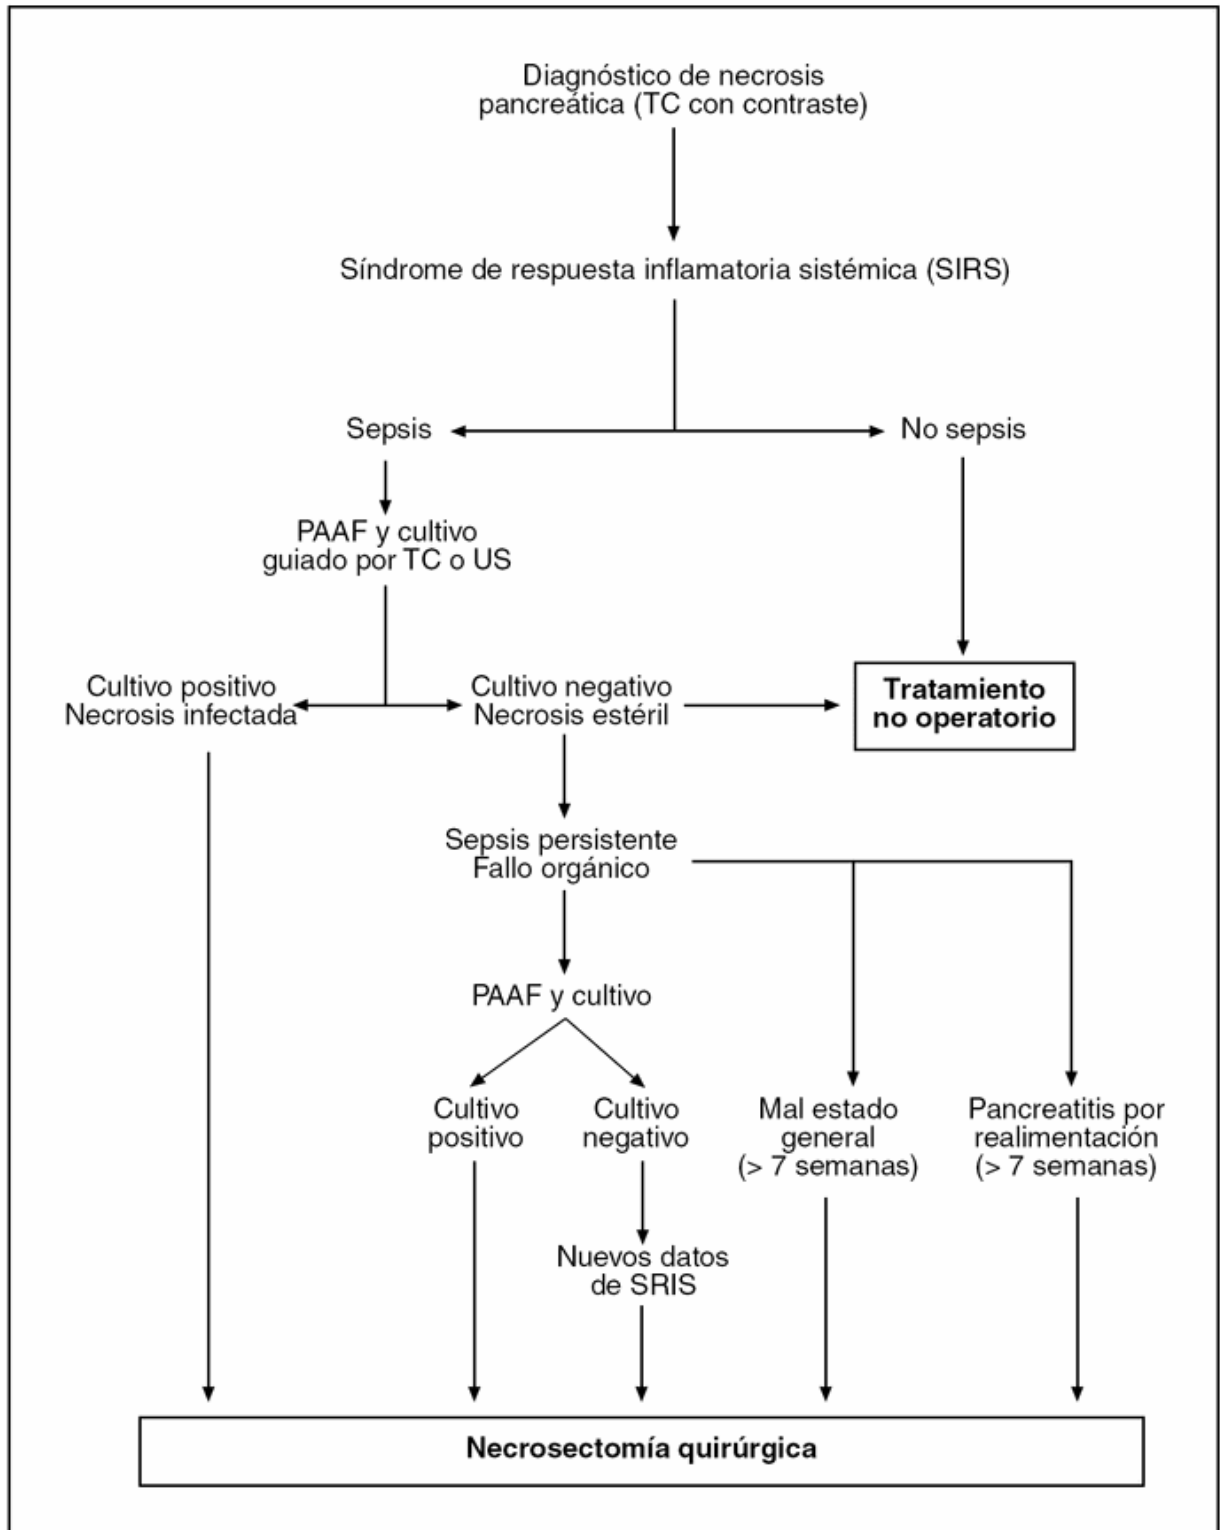 Diagnóstico de necrosis
pancreática (TC con contraste)
Síndrome de respuesta inflamatoria sistémica (SIRS)
Sepsis
No sepsis
PAAF y cultivo
guiado por TC o US
Cultivo positivo
Necrosis infectada
Cultivo negativo
Necrosis estéril
Tratamiento
no operatorio
Sepsis persistente
Fallo orgánico
PAAF y cultivo
Cultivo
positivo
Cultivo
negativo
Mal estado
general
(> 7 semanas)
Pancreatitis por
realimentación
(> 7 semanas)
Nuevos datos
de SRIS
Necrosectomía quirúrgica